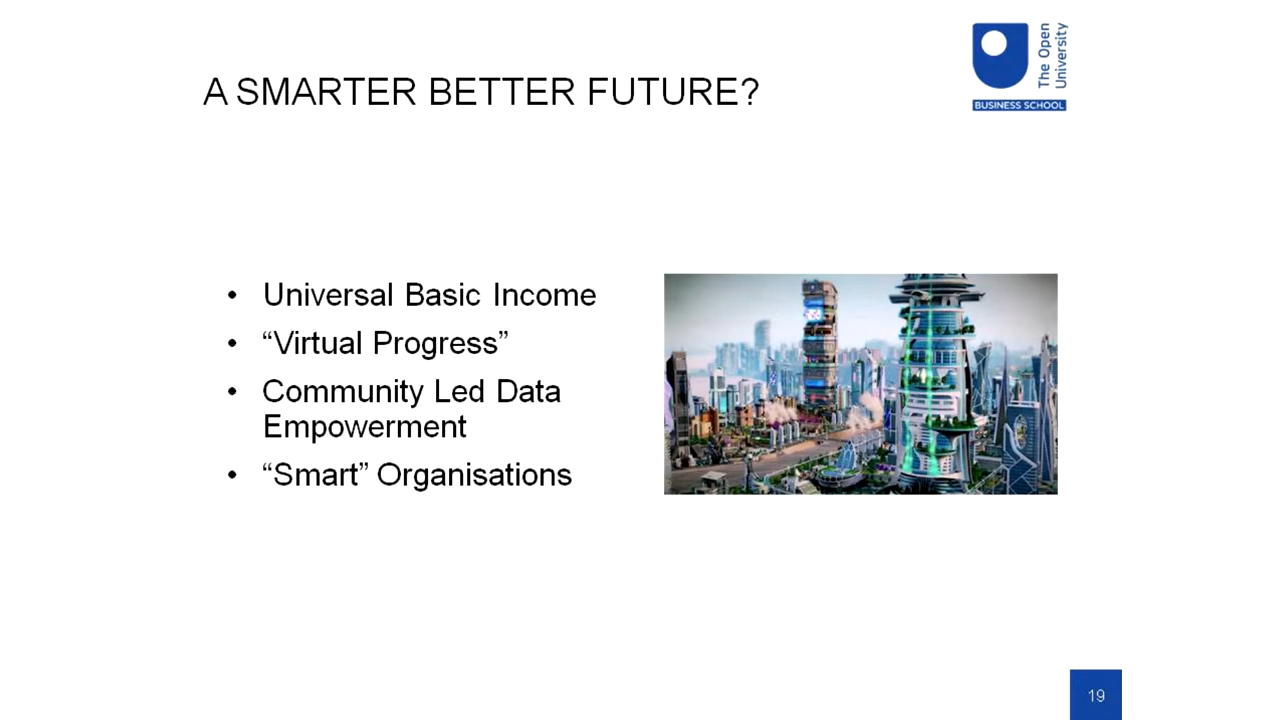 A SMARTER BETTER FUTURE?
The Open
University
BUSINESS SCHOOL
• Universal Basic Income
• “Virtual Progress”
• Community Led Data
Empowerment
• “Smart” Organisations
19